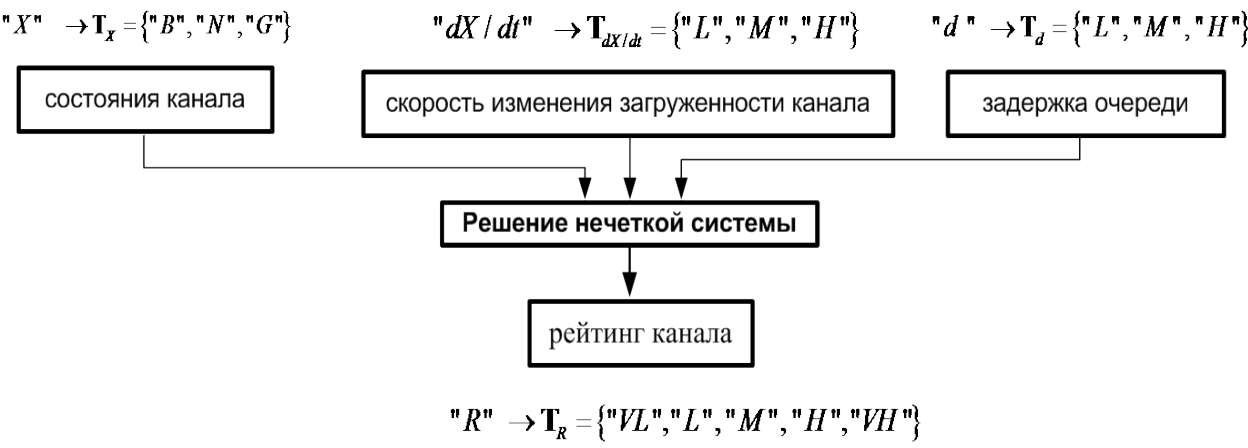 "X" → T_X = {"B", "N", "G"}
"dX / dt" → T_dX/dt = {"L", "M", "H"}
"d " → T_d = {"L", "M", "H"}
состояния канала
скорость изменения загруженности канала
задержка очереди
Решение нечеткой системы
рейтинг канала
"R" → T_R = {"VL", "L", "M", "H", "VH"}